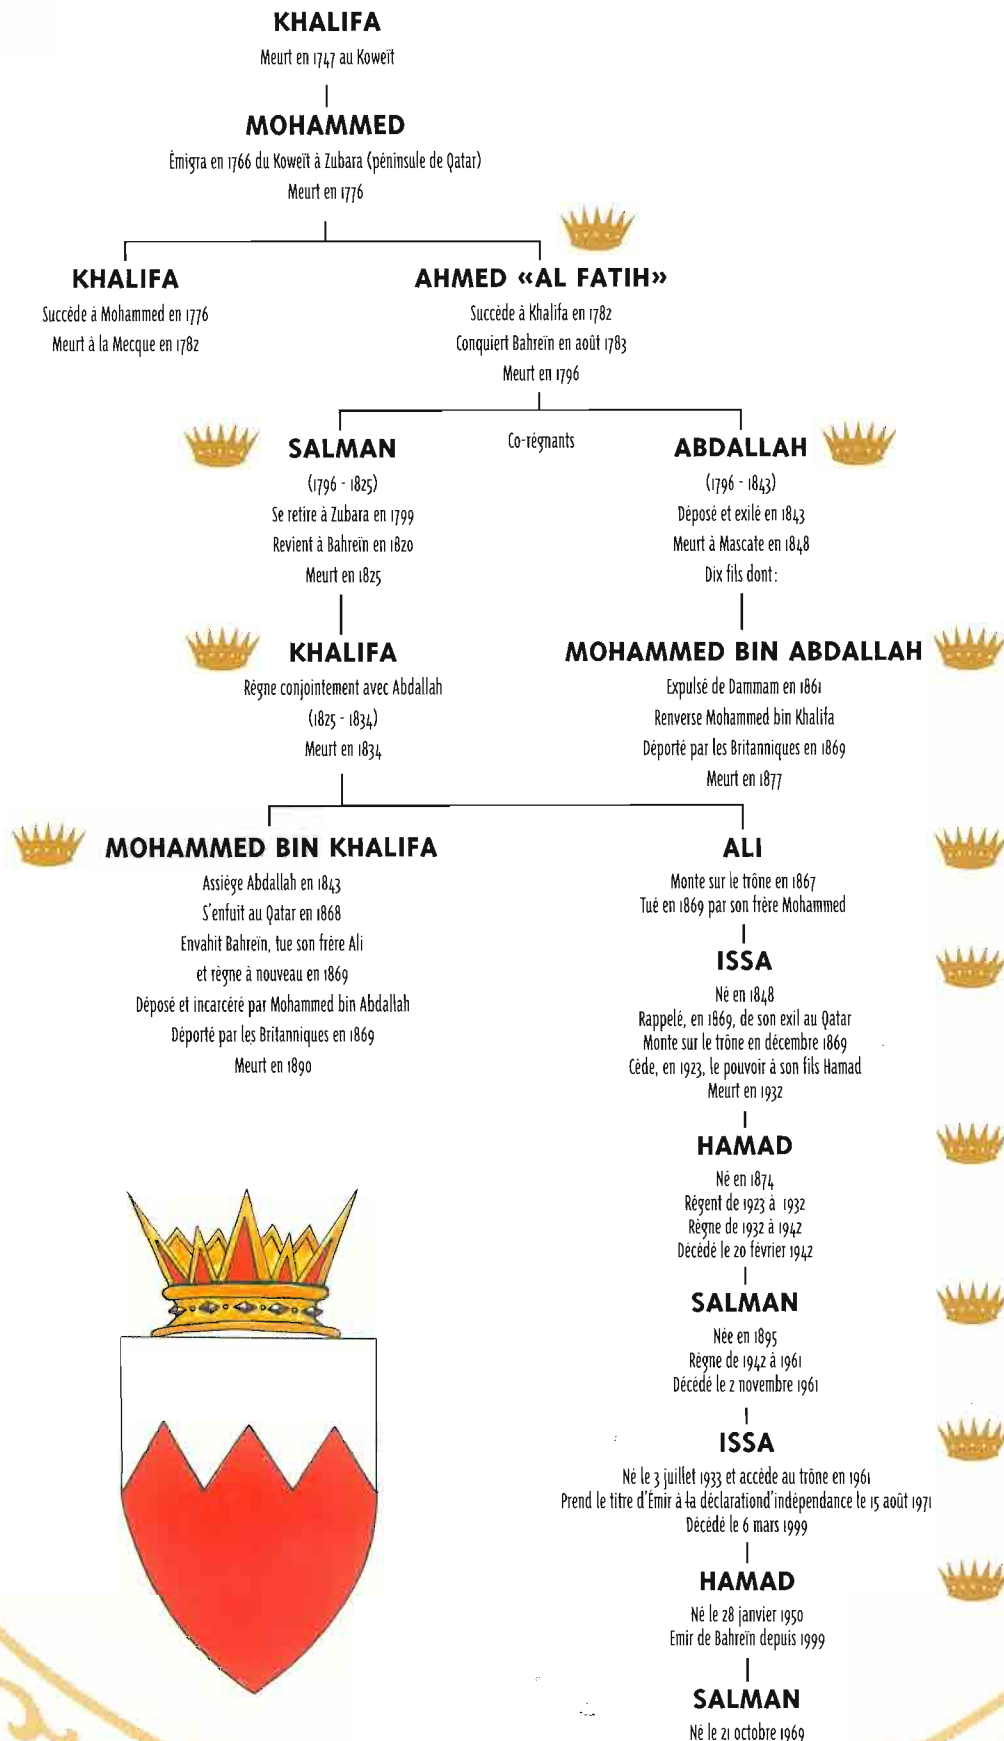 KHALIFA
Meurt en 1747 au Koweït
MOHAMMED
Émigra en 1766 du Koweït à Zubara (péninsule de Qatar)
Meurt en 1776
KHALIFA
Succède à Mohammed en 1776
Meurt à la Mecque en 1782
AHMED «AL FATIH»
Succède à Khalifa en 1782
Conquiert Bahreïn en août 1783
Meurt en 1796
Co-régnants
SALMAN
(1796 - 1825)
Se retire à Zubara en 1799
Revient à Bahreïn en 1820
Meurt en 1825
ABDALLAH
(1796 - 1843)
Déposé et exilé en 1843
Meurt à Mascate en 1848
Dix fils dont :
KHALIFA
Règne conjointement avec Abdallah
(1825 - 1834)
Meurt en 1834
MOHAMMED BIN ABDALLAH
Expulsé de Dammam en 1861
Renverse Mohammed bin Khalifa
Déporté par les Britanniques en 1869
Meurt en 1877
MOHAMMED BIN KHALIFA
Assiège Abdallah en 1843
S'enfuit au Qatar en 1868
Envahit Bahreïn, tue son frère Ali
et règne à nouveau en 1869
Déposé et incarcéré par Mohammed bin Abdallah
Déporté par les Britanniques en 1869
Meurt en 1890
ALI
Monte sur le trône en 1867
Tué en 1869 par son frère Mohammed
ISSA
Né en 1848
Rappelé, en 1869, de son exil au Qatar
Monte sur le trône en décembre 1869
Cède, en 1923, le pouvoir à son fils Hamad
Meurt en 1932
HAMAD
Né en 1874
Régent de 1923 à 1932
Règne de 1932 à 1942
Décédé le 20 février 1942
SALMAN
Née en 1895
Règne de 1942 à 1961
Décédé le 2 novembre 1961
ISSA
Né le 3 juillet 1933 et accède au trône en 1961
Prend le titre d'Émir à la déclarationd'indépendance le 15 août 1971
Décédé le 6 mars 1999
HAMAD
Né le 28 janvier 1950
Emir de Bahreïn depuis 1999
SALMAN
Né le 21 octobre 1969